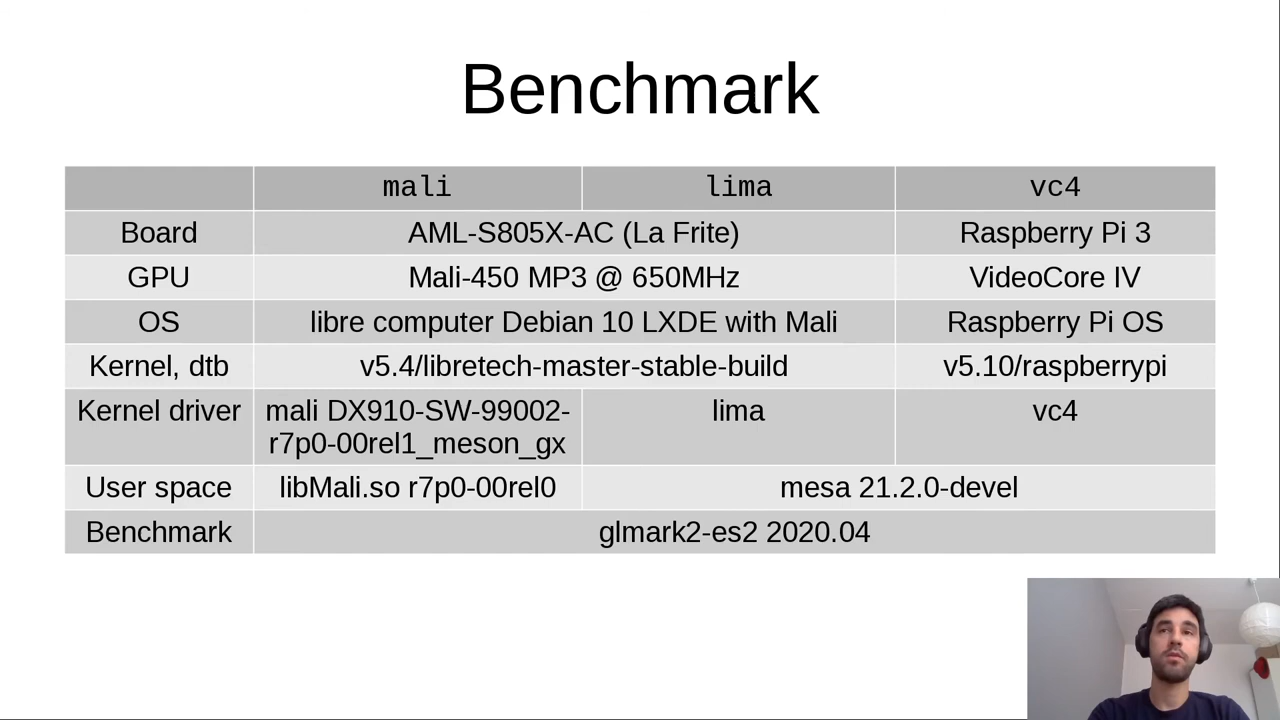 Benchmark
mali lima vc4
Board AML-S805X-AC (La Frite) Raspberry Pi 3
GPU Mali-450 MP3 @ 650MHz VideoCore IV
OS libre computer Debian 10 LXDE with Mali Raspberry Pi OS
Kernel, dtb v5.4/libretech-master-stable-build v5.10/raspberrypi
Kernel driver mali DX910-SW-99002- lima vc4
r7p0-00rel1_meson_gx
User space libMali.so r7p0-00rel0 mesa 21.2.0-devel
Benchmark glmark2-es2 2020.04